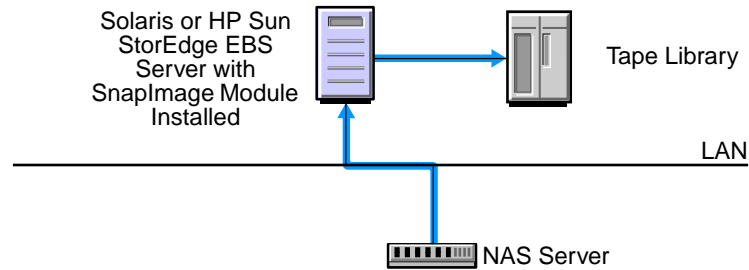 Solaris or HP Sun
StorEdge EBS
Server with
SnapImage Module
Installed
Tape Library
LAN
NAS Server